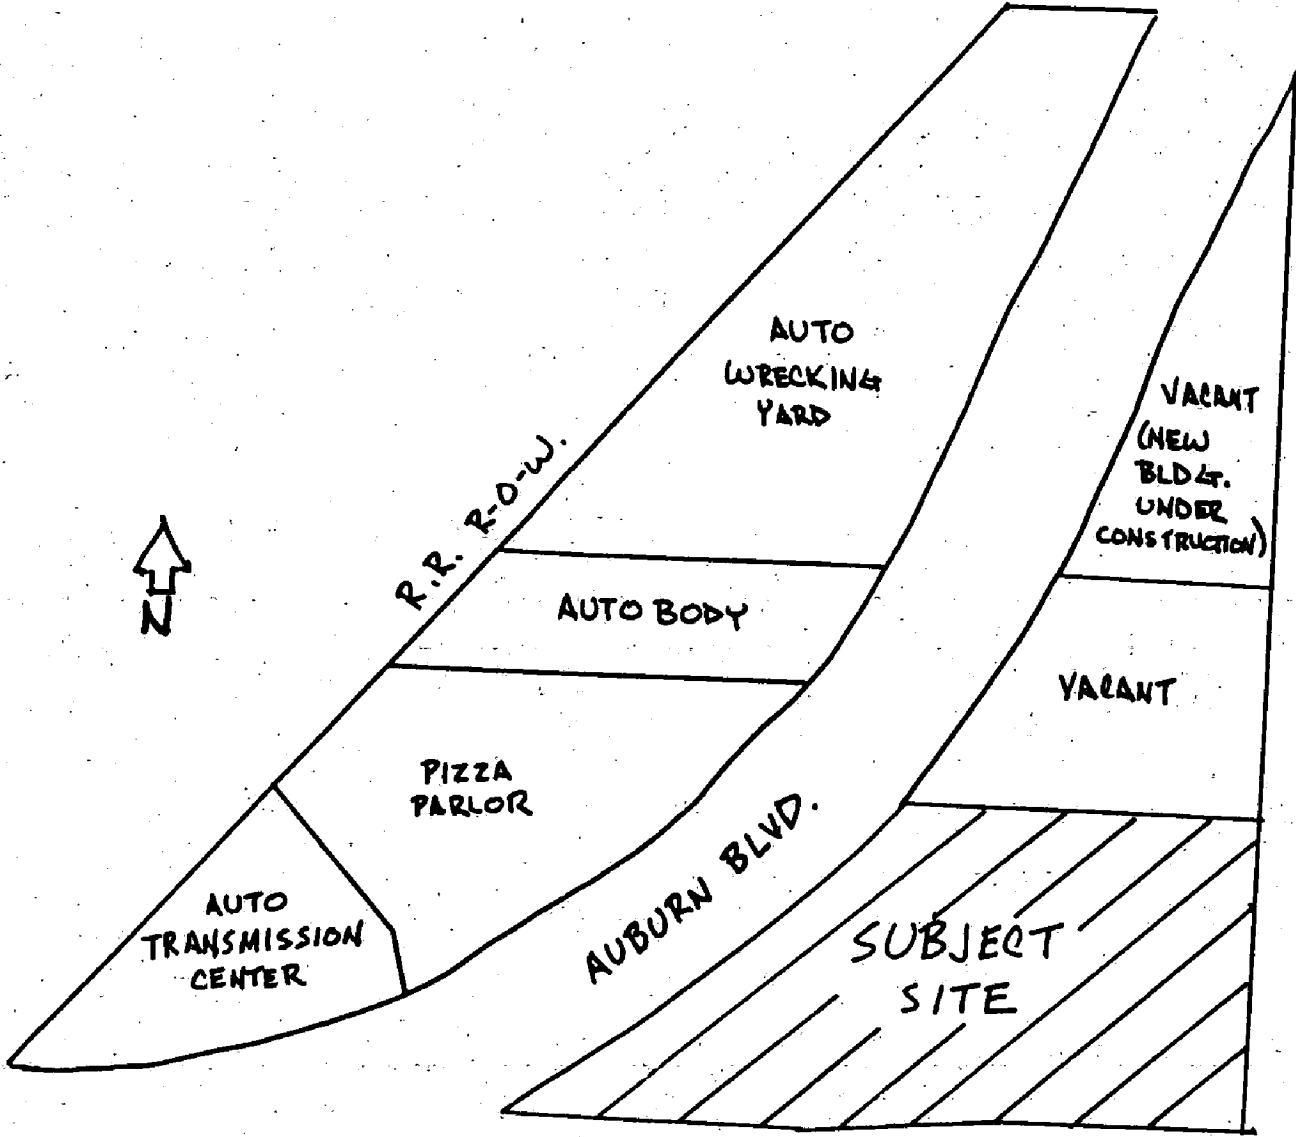 AUTO
WRECKING
YARD
VACANT
(NEW
BLDG.
UNDER
CONSTRUCTION)
R.R. R-O-W.
N
AUTO BODY
VACANT
PIZZA
PARLOR
AUBURN BLVD.
AUTO
TRANSMISSION
CENTER
SUBJECT
SITE